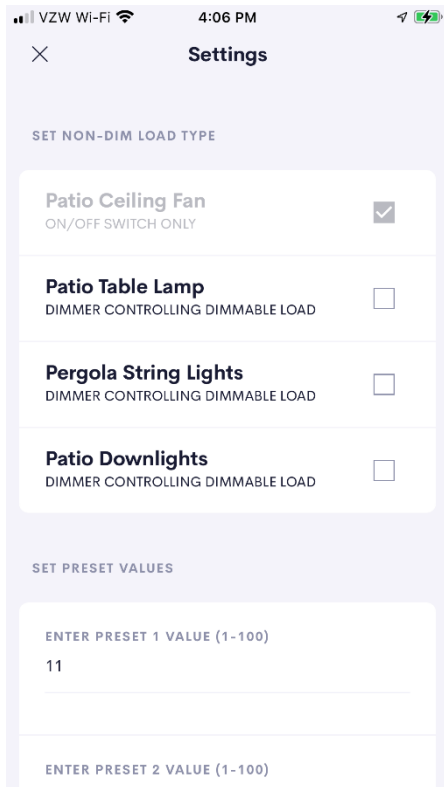 VZW Wi-Fi 4:06 PM
Settings
SET NON-DIM LOAD TYPE
Patio Ceiling Fan
ON/OFF SWITCH ONLY
Patio Table Lamp
DIMMER CONTROLLING DIMMABLE LOAD
Pergola String Lights
DIMMER CONTROLLING DIMMABLE LOAD
Patio Downlights
DIMMER CONTROLLING DIMMABLE LOAD
SET PRESET VALUES
ENTER PRESET 1 VALUE (1-100)
11
ENTER PRESET 2 VALUE (1-100)